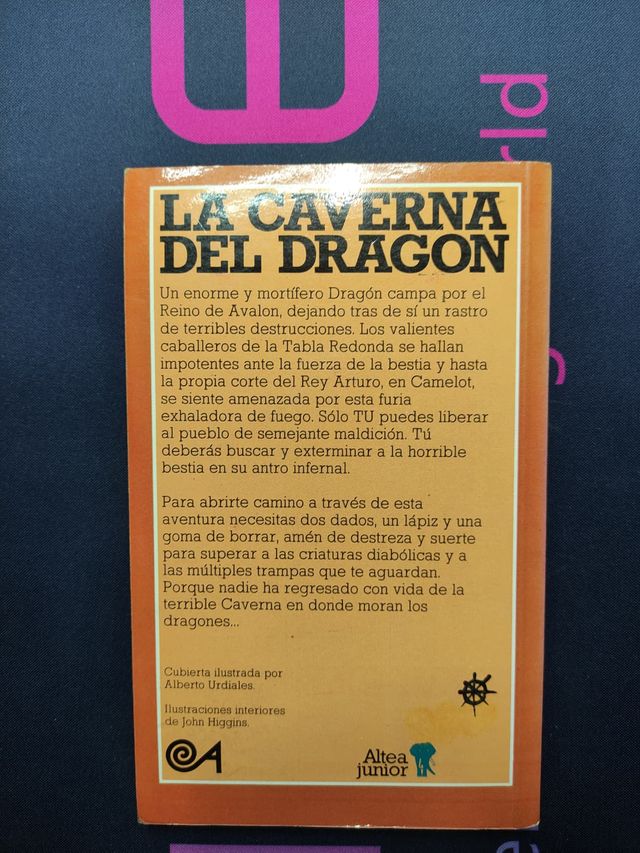 LA CAVERNA
DEL DRAGON
Un enorme y mortífero Dragón campa por el
Reino de Avalon, dejando tras de sí un rastro
de terribles destrucciones. Los valientes
caballeros de la Tabla Redonda se hallan
impotentes ante la fuerza de la bestia y hasta
la propia corte del Rey Arturo, en Camelot,
se siente amenazada por esta furia
exhaladora de fuego. Sólo TU puedes liberar
al pueblo de semejante maldición. Tú
deberás buscar y exterminar a la horrible
bestia en su antro infernal.
Para abrirte camino a través de esta
aventura necesitas dos dados, un lápiz y una
goma de borrar, amén de destreza y suerte
para superar a las criaturas diabólicas y a
las múltiples trampas que te aguardan.
Porque nadie ha regresado con vida de la
terrible Caverna en donde moran los
dragones...
Cubierta ilustrada por
Alberto Urdiales.
Ilustraciones interiores
de John Higgins.
Altea
junior
rld